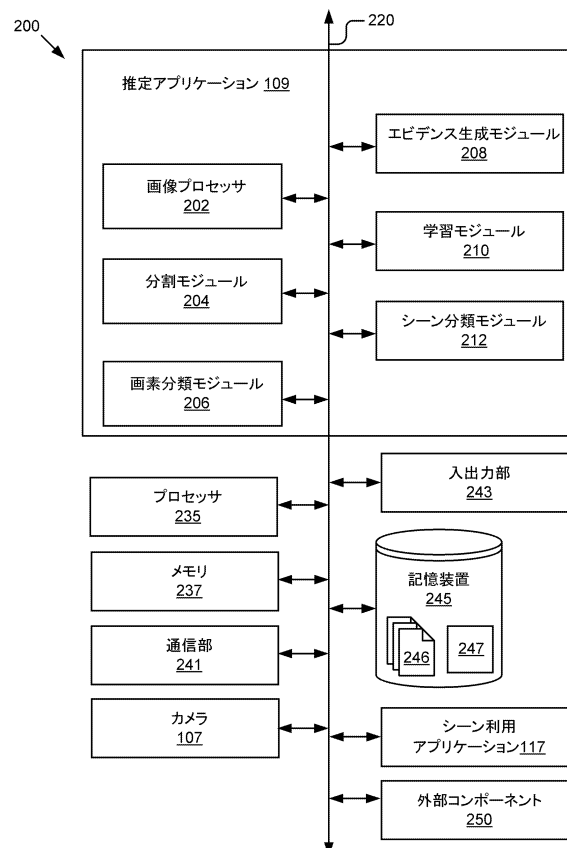 200
220
推定アプリケーション 109
エビデンス生成モジュール
208
画像プロセッサ
202
学習モジュール
210
分割モジュール
204
シーン分類モジュール
212
画素分類モジュール
206
入出力部
243
プロセッサ
235
記憶装置
245
メモリ
237
246
247
通信部
241
カメラ
107
シーン利用
アプリケーション117
外部コンポーネント
250